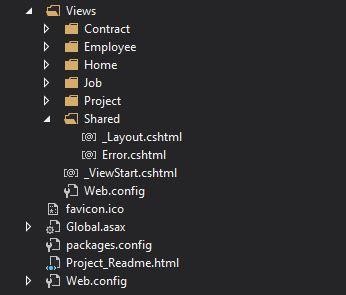 Views
Contract
Employee
Home
Job
Project
Shared
_Layout.cshtml
Error.cshtml
_ViewStart.cshtml
Web.config
favicon.ico
Global.asax
packages.config
Project_Readme.html
Web.config